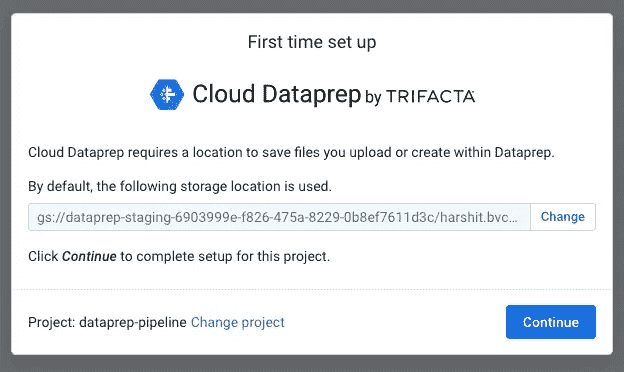 First time set up
Cloud Dataprep by TRIFACTA
Cloud Dataprep requires a location to save files you upload or create within Dataprep.
By default, the following storage location is used.
gs://dataprep-staging-6903999e-f826-475a-8229-0b8ef7611d3c/harshit.bvc... Change
Click Continue to complete setup for this project.
Project: dataprep-pipeline Change project Continue